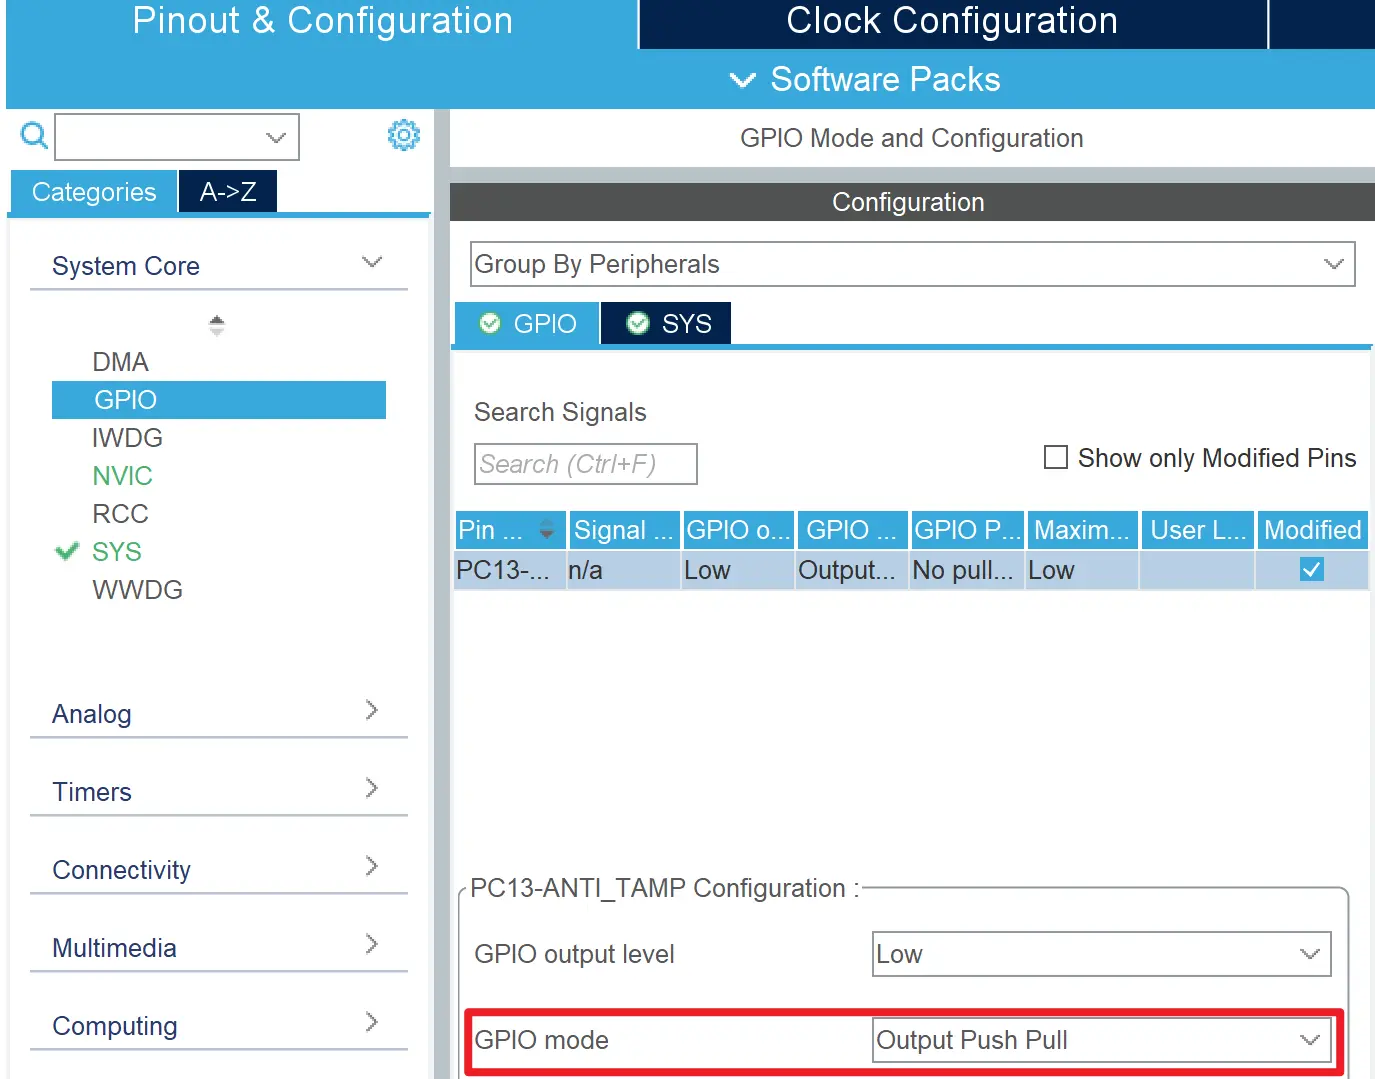 Pinout & Configuration
Clock Configuration
Software Packs
GPIO Mode and Configuration
Categories
A->Z
Configuration
System Core
Group By Peripherals
GPIO
SYS
DMA
GPIO
IWDG
NVIC
RCC
SYS
WWDG
Search Signals
Search (Ctrl+F)
Show only Modified Pins
Pin ... Signal ... GPIO o... GPIO ... GPIO P... Maxim... User L... Modified
PC13-... n/a Low Output... No pull... Low
Analog
Timers
Connectivity
Multimedia
Computing
PC13-ANTI_TAMP Configuration :
GPIO output level Low
GPIO mode Output Push Pull